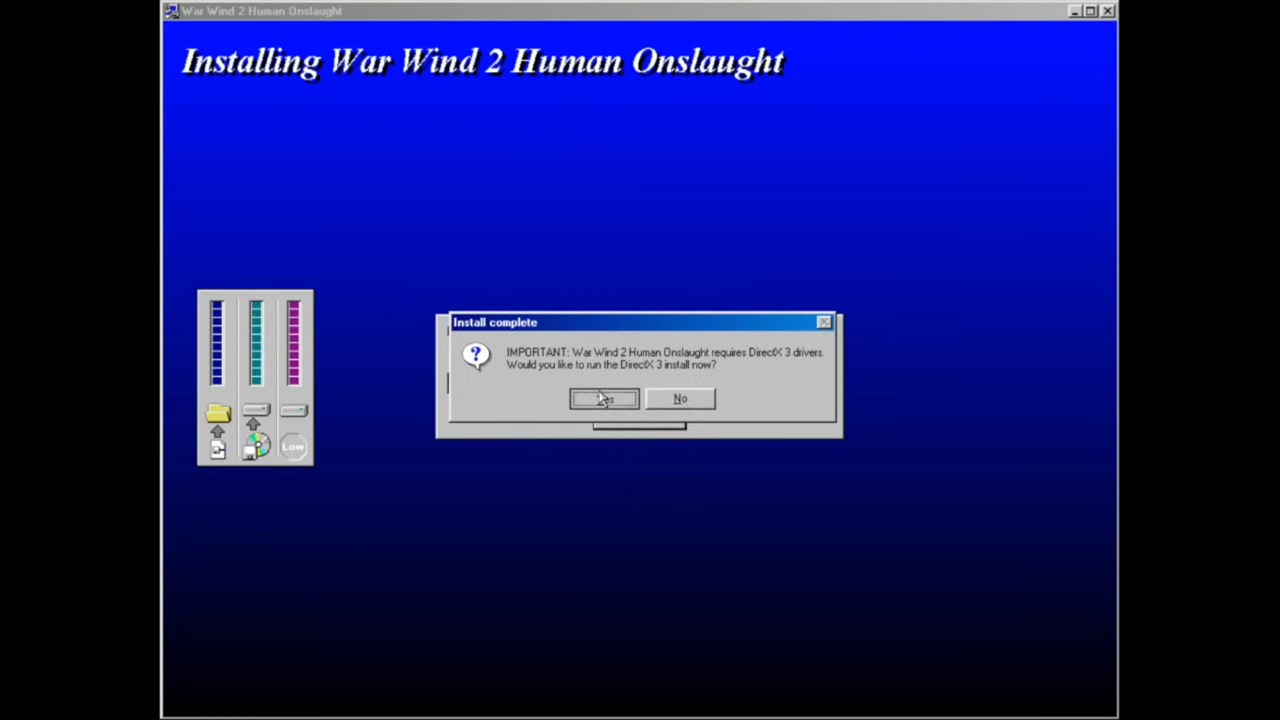 War Wind 2 Human Onslaught
Installing War Wind 2 Human Onslaught
Install complete
IMPORTANT: War Wind 2 Human Onslaught requires DirectX 3 drivers.
Would you like to run the DirectX 3 install now?
Yes No
Low